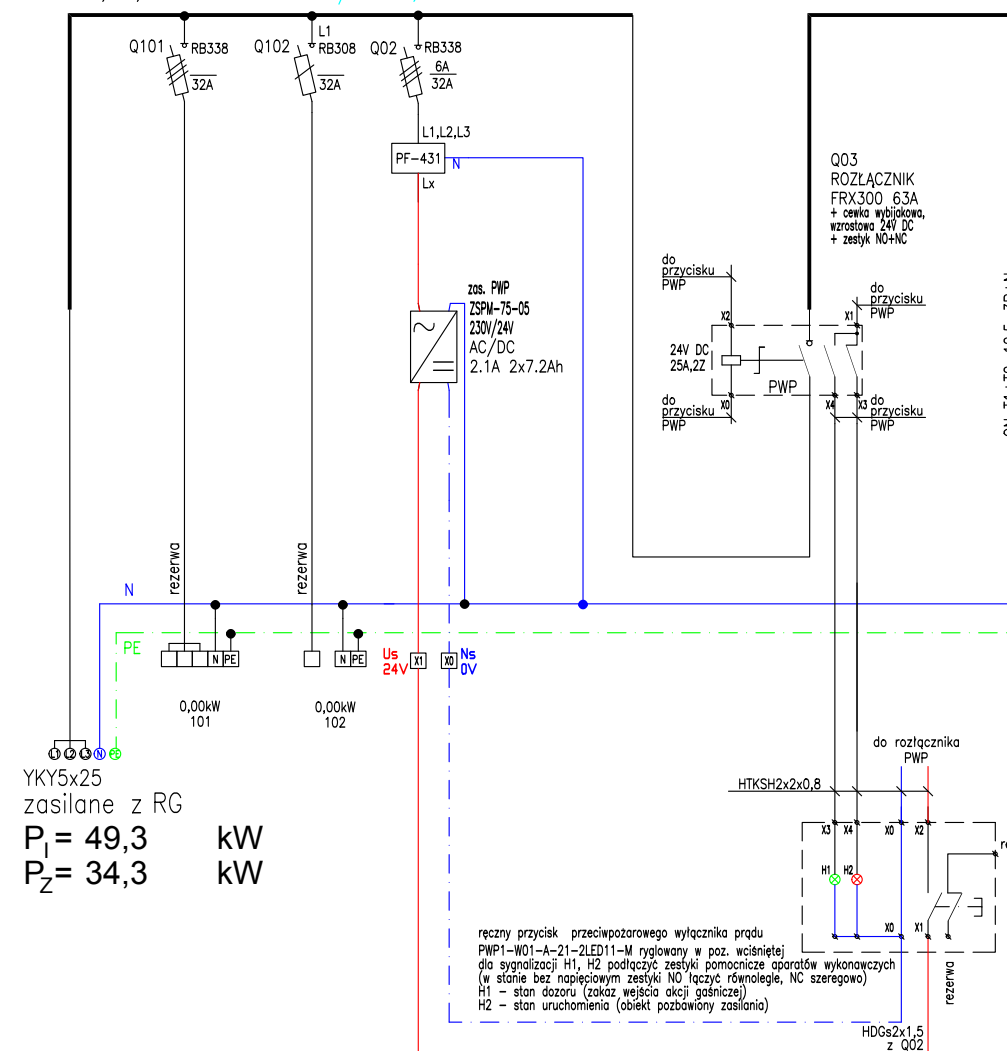 L1
Q101
RB338
32A
Q102
RB308
32A
Q02
RB338
6A
32A
L1,L2,L3
PF-431
N
Lx
Q03
ROZŁĄCZNIK
FRX300 63A
+ cewka wybijakowa,
wzrostowa 24V DC
+ zestyk NO+NC
do
przycisku
PWP
do
przycisku
PWP
zas. PWP
ZSPM-75-05
230V/24V
AC/DC
2.1A 2x7.2Ah
X2
X1
24V DC
25A,2Z
PWP
X0
X4
X3
do
przycisku
PWP
do
przycisku
PWP
rezerwa
rezerwa
N
PE
N PE
N PE
Us
24V
X1
X0
Ns
0V
0,00kW
101
0,00kW
102
L1 L2 L3 N PE
YKY5x25
zasilane z RG
PI= 49,3 kW
PZ= 34,3 kW
do rozłącznika
PWP
HTKSH2x2x0,8
X3
X4
X0
X2
H1
H2
X0
X1
rezerwa
ręczny przycisk przeciwpożarowego wyłącznika prądu
PWP1-W01-A-21-2LED11-M ryglowany w poz. wciśniętej
dla sygnalizacji H1, H2 podłączyć zestyki pomocnicze aparatów wykonawczych
(w stanie bez napięciowym zestyki NO łączyć równolegle, NC szeregowo)
H1 - stan dozoru (zakaz wejścia akcji gaśniczej)
H2 - stan uruchomienia (obiekt pozbawiony zasilania)
HDGs2x1,5
z Q02